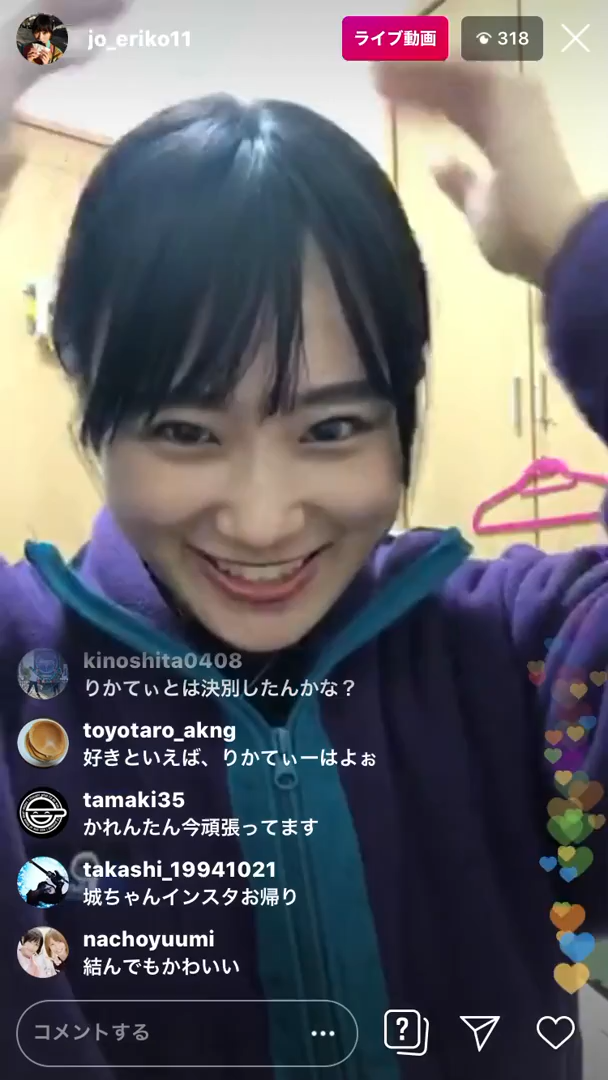 jo_eriko11
ライブ動画
318
kinoshita0408
りかてぃとは決別したんかな？
toyotaro_akng
好きといえば、りかてぃーはよぉ
tamaki35
かれんたん今頑張ってます
takashi_19941021
城ちゃんインスタお帰り
nachoyuumi
結んでもかわいい
コメントする
?